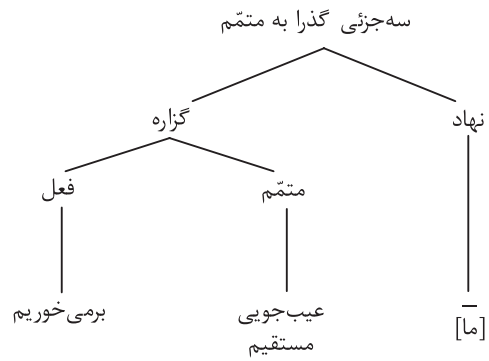 سه‌جزئی گذرا به متمّم
نهاد
گزاره
متمّم
فعل
–
[ما]
عیب‌جویی
مستقیم
برمی‌خوریم